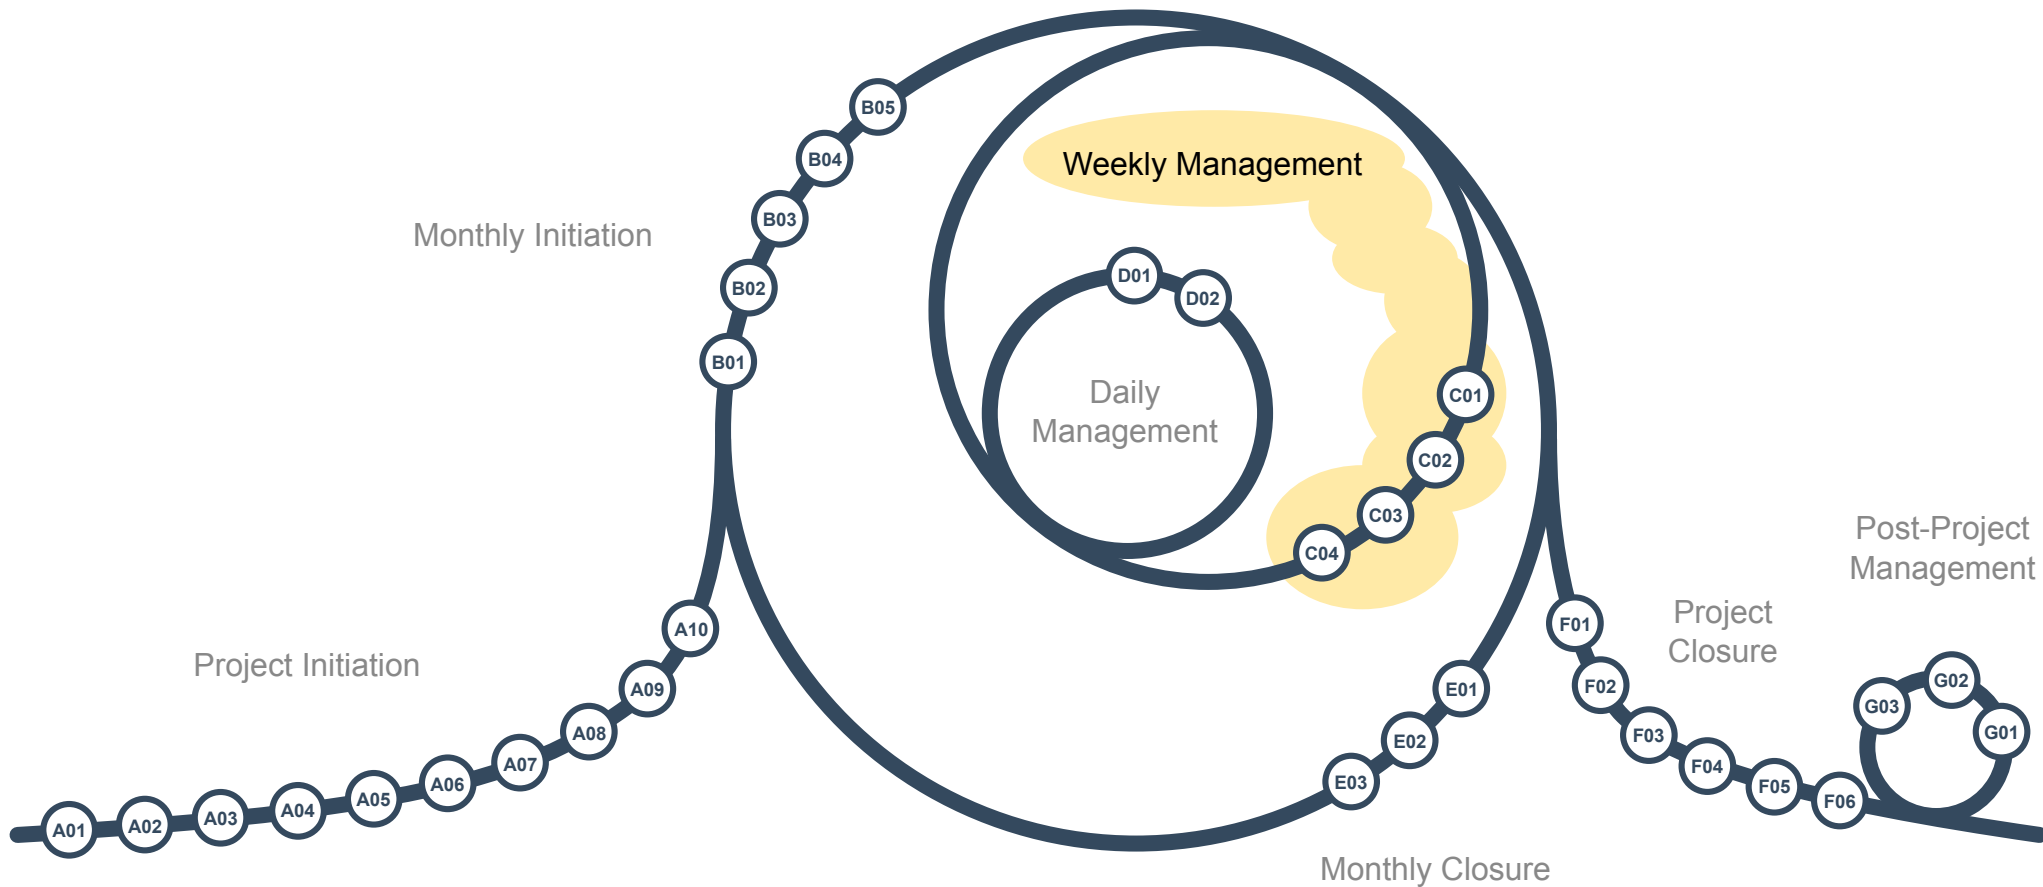 B05
B04
Weekly Management
B03
Monthly Initiation
D01
B02
D02
B01
Daily
Management
C01
C02
C03
C04
Post-Project
Management
Project
Closure
F01
A10
Project Initiation
F02
A09
E01
G02
G03
G01
A08
E02
F03
A07
F04
A06
E03
F05
A05
F06
A04
A03
A02
A01
Monthly Closure